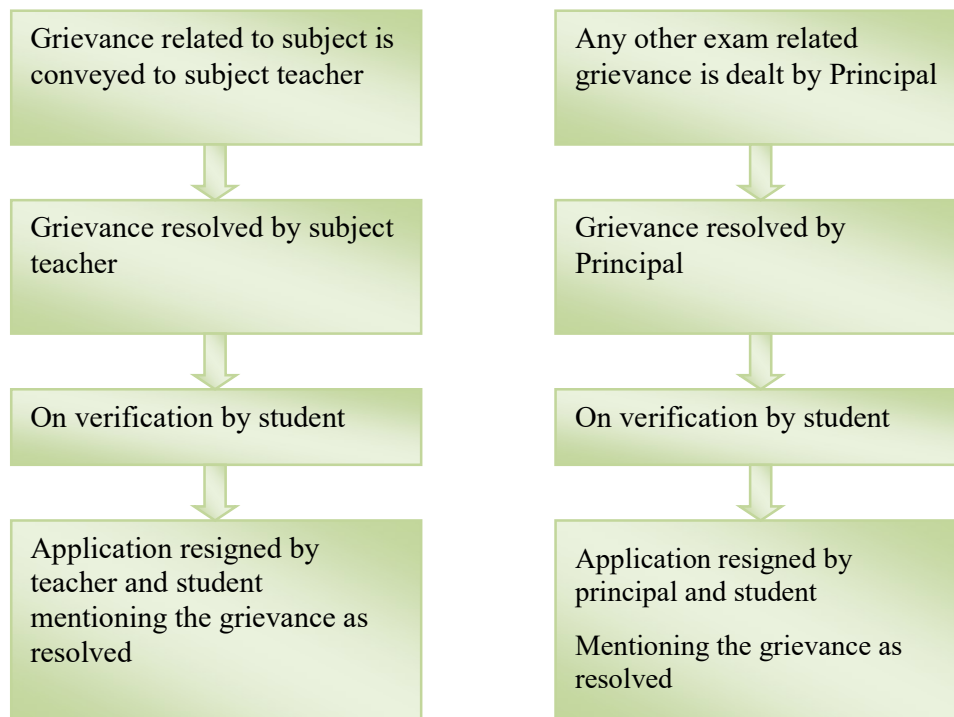 Grievance related to subject is
conveyed to subject teacher
Grievance resolved by subject
teacher
On verification by student
Application resigned by
teacher and student
mentioning the grievance as
resolved
Any other exam related
grievance is dealt by Principal
Grievance resolved by
Principal
On verification by student
Application resigned by
principal and student
Mentioning the grievance as
resolved